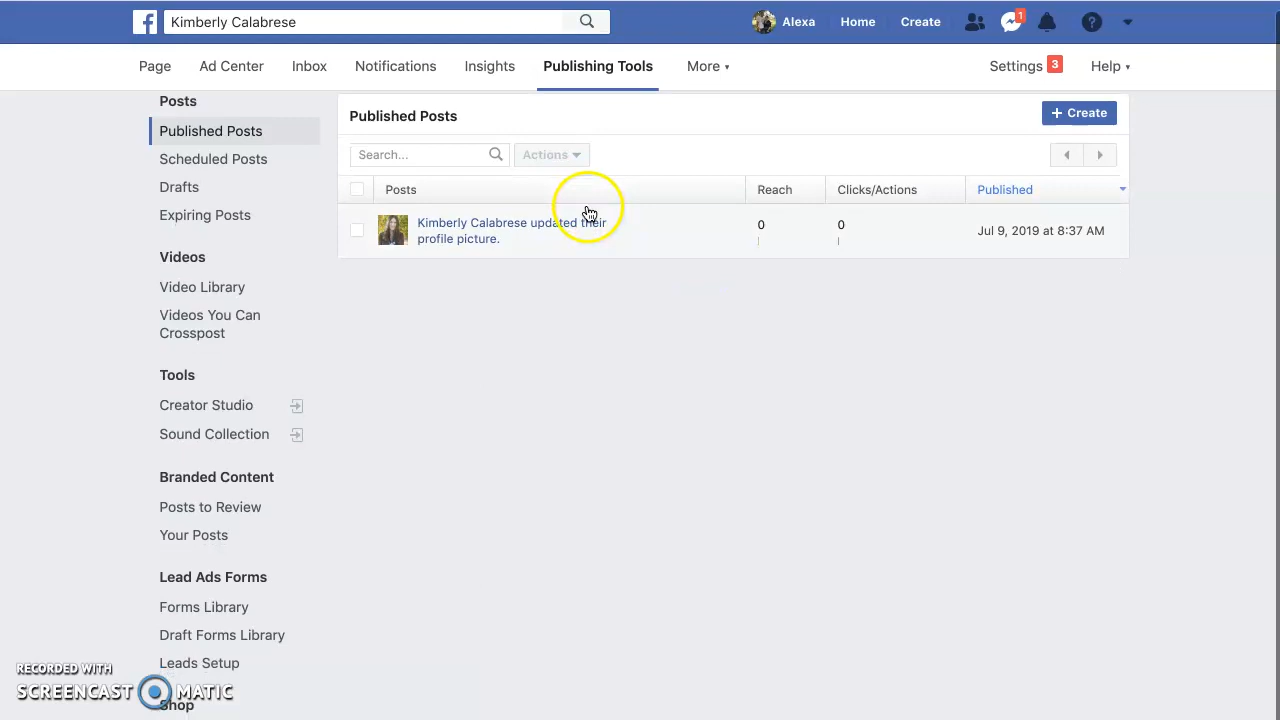 Kimberly Calabrese
Alexa
Home
Create
1
Page
Ad Center
Inbox
Notifications
Insights
Publishing Tools
More
Settings 3
Help
Posts
Published Posts
Scheduled Posts
Drafts
Expiring Posts
Videos
Video Library
Videos You Can
Crosspost
Tools
Creator Studio
Sound Collection
Branded Content
Posts to Review
Your Posts
Lead Ads Forms
Forms Library
Draft Forms Library
Leads Setup
Shop
Published Posts
+ Create
Search...
Actions
Posts
Reach
Clicks/Actions
Published
Kimberly Calabrese updated their
profile picture.
0
0
Jul 9, 2019 at 8:37 AM
RECORDED WITH
SCREENCAST MATIC